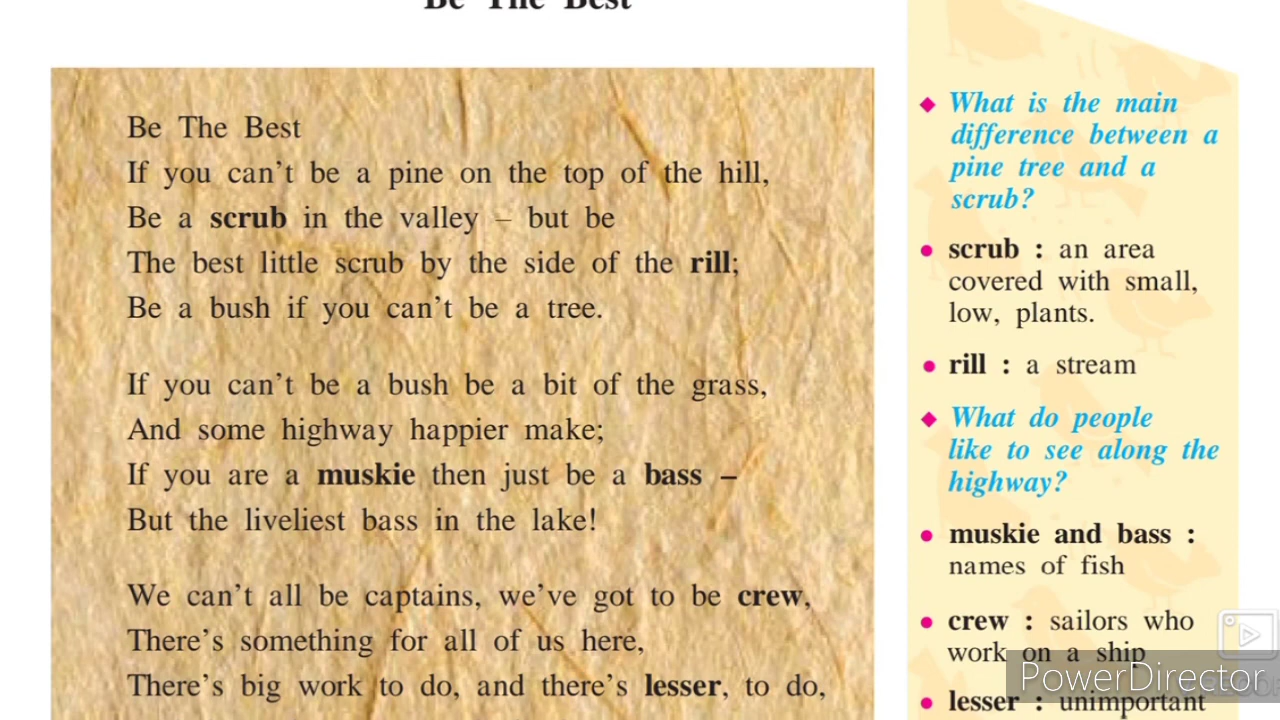 Be The Best
Be The Best
If you can't be a pine on the top of the hill,
Be a scrub in the valley – but be
The best little scrub by the side of the rill;
Be a bush if you can't be a tree.
If you can't be a bush be a bit of the grass,
And some highway happier make;
If you are a muskie then just be a bass –
But the liveliest bass in the lake!
We can't all be captains, we've got to be crew,
There's something for all of us here,
There's big work to do, and there's lesser, to do,
What is the main
difference between a
pine tree and a
scrub?
scrub : an area
covered with small,
low, plants.
rill : a stream
What do people
like to see along the
highway?
muskie and bass :
names of fish
crew : sailors who
work on a ship
lesser : unimportant
PowerDirector